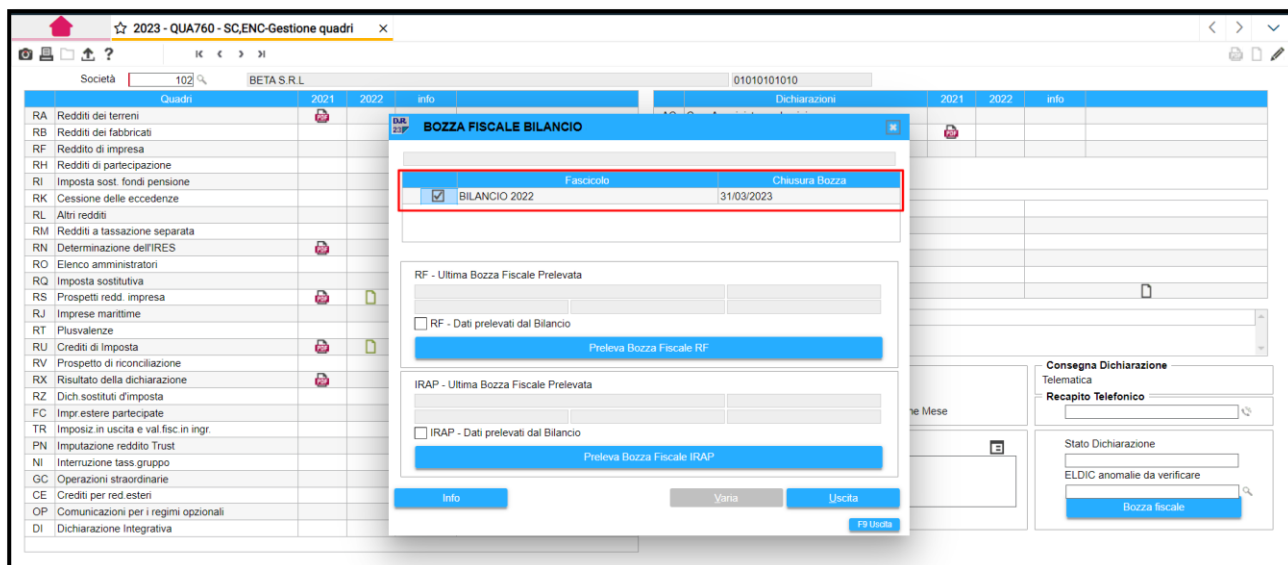 2023 - QUA760 - SC,ENC-Gestione quadri
Società 102 BETA S.R.L 01010101010
Quadri 2021 2022 info
RA Redditi dei terreni
RB Redditi dei fabbricati
RF Reddito di impresa
RH Redditi di partecipazione
RI Imposta sost. fondi pensione
RK Cessione delle eccedenze
RL Altri redditi
RM Redditi a tassazione separata
RN Determinazione dell'IRES
RO Elenco amministratori
RQ Imposta sostitutiva
RS Prospetti redd. impresa
RJ Imprese marittime
RT Plusvalenze
RU Crediti di Imposta
RV Prospetto di riconciliazione
RX Risultato della dichiarazione
RZ Dich.sostituti d'imposta
FC Impr.estere partecipate
TR Imposiz.in uscita e val.fisc.in ingr.
PN Imputazione reddito Trust
NI Interruzione tass.gruppo
GC Operazioni straordinarie
CE Crediti per red.esteri
OP Comunicazioni per i regimi opzionali
DI Dichiarazione Integrativa
Dichiarazioni 2021 2022 info
D.R. 23 BOZZA FISCALE BILANCIO
Fascicolo Chiusura Bozza
BILANCIO 2022 31/03/2023
RF - Ultima Bozza Fiscale Prelevata
RF - Dati prelevati dal Bilancio
Preleva Bozza Fiscale RF
IRAP - Ultima Bozza Fiscale Prelevata
IRAP - Dati prelevati dal Bilancio
Preleva Bozza Fiscale IRAP
Info Varia Uscita
F9 Uscita
Consegna Dichiarazione
Telematica
Recapito Telefonico
ne Mese
Stato Dichiarazione
ELDIC anomalie da verificare
Bozza fiscale